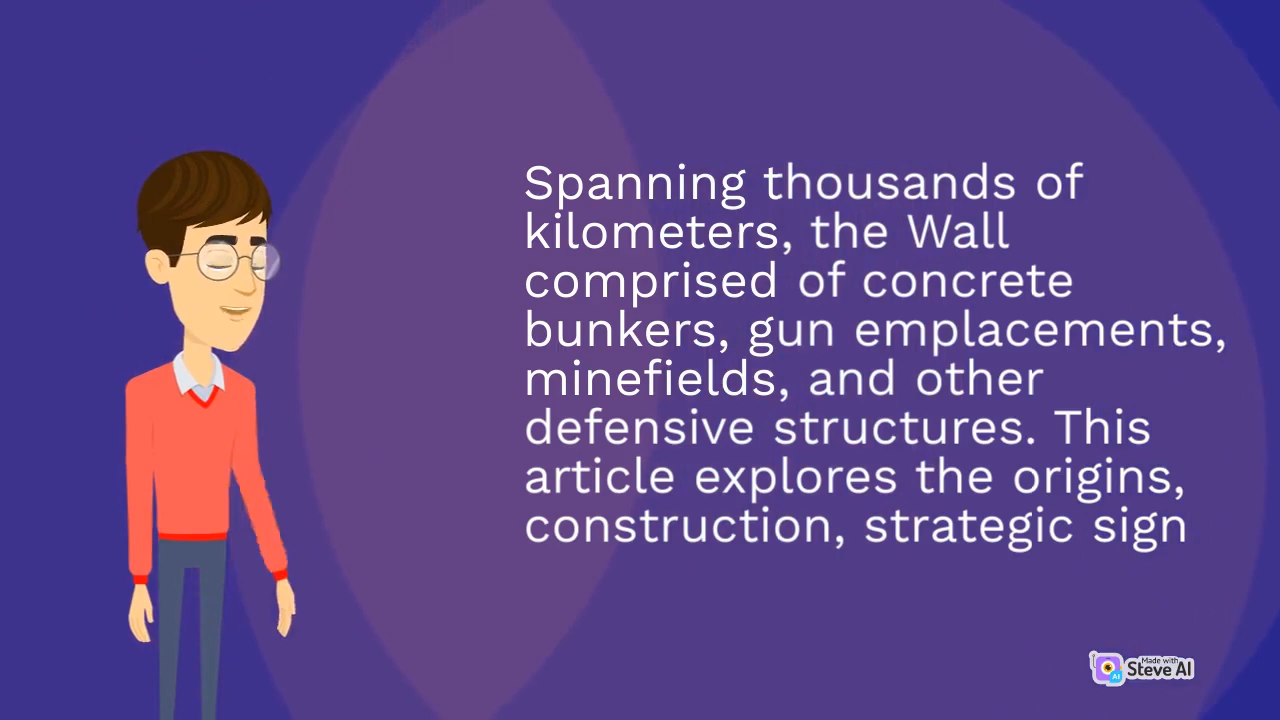 Spanning thousands of
kilometers, the Wall
comprised of concrete
bunkers, gun emplacements,
minefields, and other
defensive structures. This
article explores the origins,
construction, strategic sign
Made with
Steve AI
AI